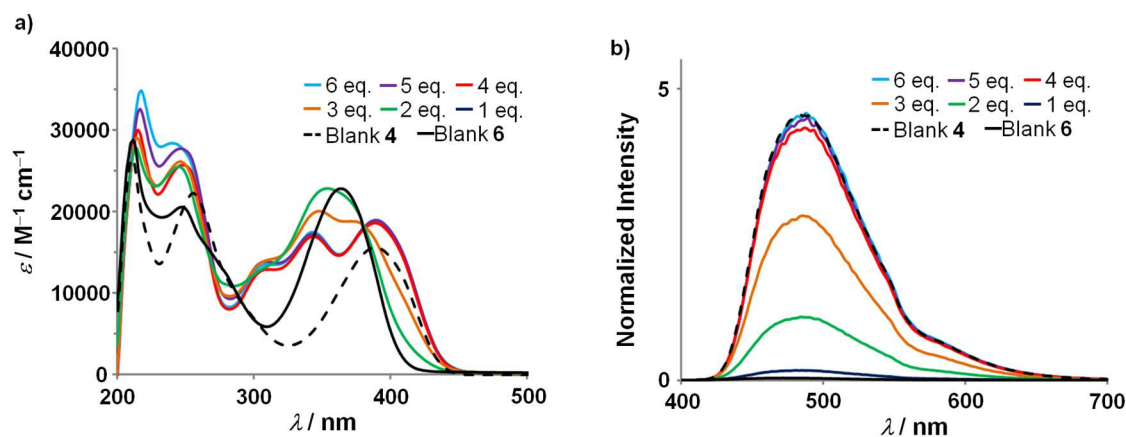 a)
40000
30000
20000
10000
0
ε / M⁻¹ cm⁻¹
6 eq. 5 eq. 4 eq.
3 eq. 2 eq. 1 eq.
Blank 4 Blank 6
200 300 400 500
λ / nm
b)
5
0
Normalized Intensity
6 eq. 5 eq. 4 eq.
3 eq. 2 eq. 1 eq.
Blank 4 Blank 6
400 500 600 700
λ / nm